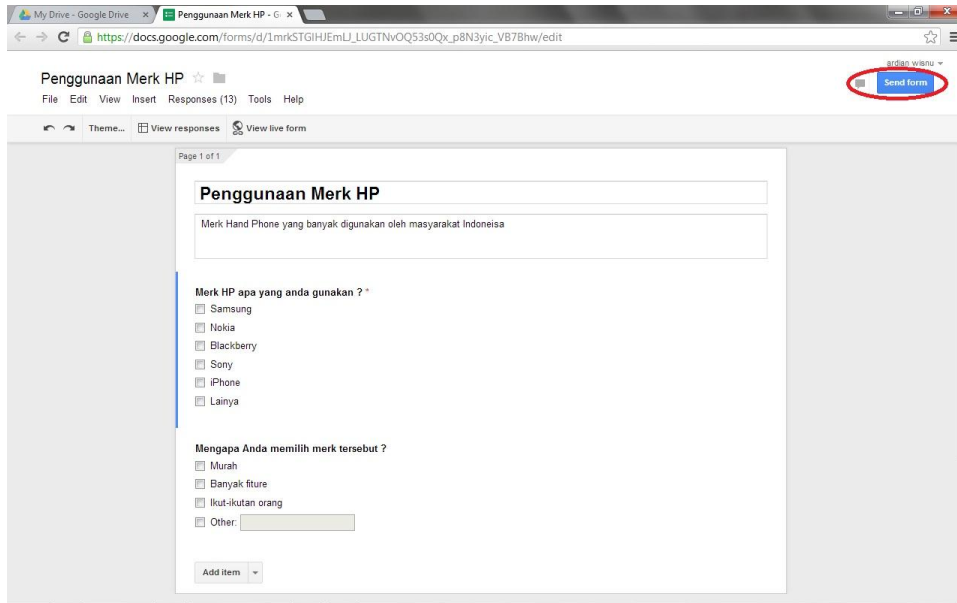 My Drive - Google Drive
Penggunaan Merk HP - G
https://docs.google.com/forms/d/1mrkSTGIHJEmLJ_LUGTNvOQ53s0Qx_p8N3yic_VB7Bhw/edit
ardian wisnu
Penggunaan Merk HP
Send form
File Edit View Insert Responses (13) Tools Help
Theme... View responses View live form
Page 1 of 1
Penggunaan Merk HP
Merk Hand Phone yang banyak digunakan oleh masyarakat Indoneisa
Merk HP apa yang anda gunakan ? *
Samsung
Nokia
Blackberry
Sony
iPhone
Lainya
Mengapa Anda memilih merk tersebut ?
Murah
Banyak fiture
Ikut-ikutan orang
Other:
Add item